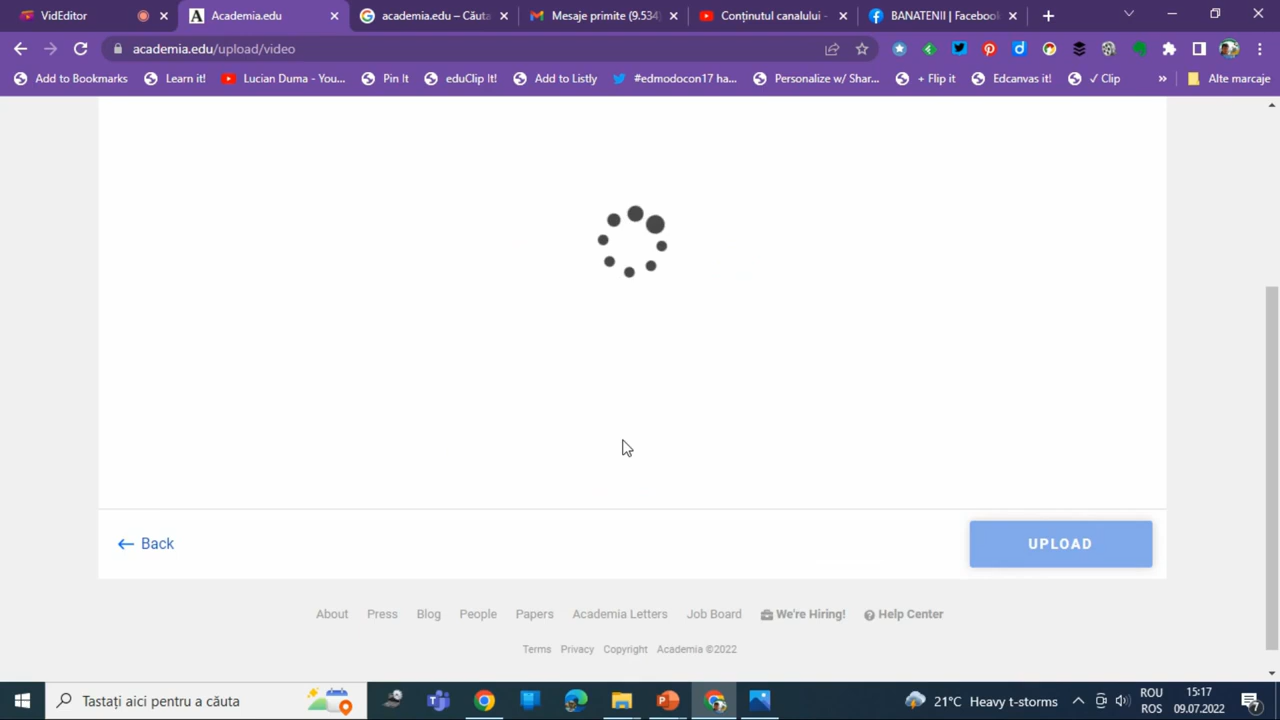 VidEditor
Academia.edu
academia.edu – Căuta
Mesaje primite (9.534)
Conținutul canalului -
BANATENII | Facebook
academia.edu/upload/video
Add to Bookmarks
Learn it!
Lucian Duma - You...
Pin It
eduClip It!
Add to Listly
#edmodocon17 ha...
Personalize w/ Shar...
+ Flip it
Edcanvas it!
✓ Clip
»
Alte marcaje
← Back
UPLOAD
About Press Blog People Papers Academia Letters Job Board We're Hiring! Help Center
Terms Privacy Copyright Academia ©2022
Tastați aici pentru a căuta
21°C Heavy t-storms
ROU
ROS
15:17
09.07.2022
7